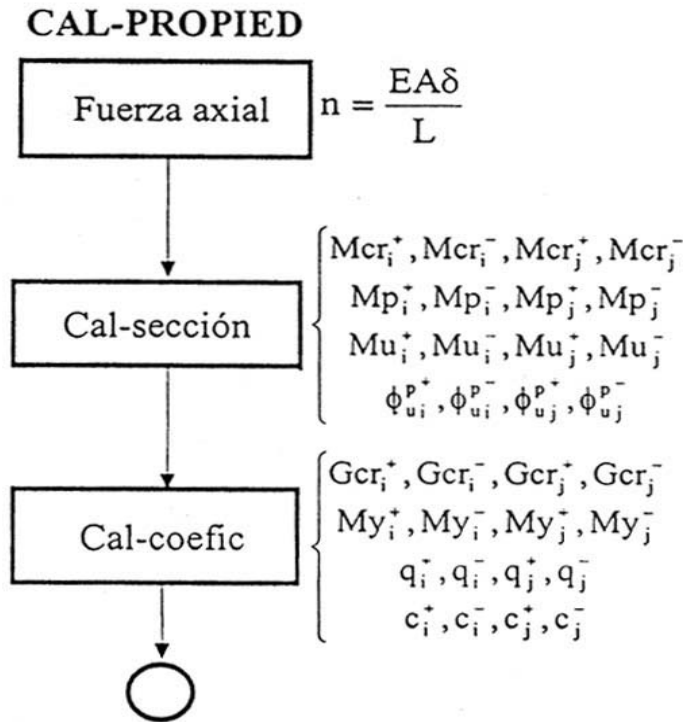 CAL-PROPIED
Fuerza axial
n = EAδ / L
Cal-sección
Mcr_i^+, Mcr_i^-, Mcr_j^+, Mcr_j^-
Mp_i^+, Mp_i^-, Mp_j^+, Mp_j^-
Mu_i^+, Mu_i^-, Mu_j^+, Mu_j^-
ϕ_{ui}^{p+}, ϕ_{ui}^{p-}, ϕ_{uj}^{p+}, ϕ_{uj}^{p-}
Cal-coefic
Gcr_i^+, Gcr_i^-, Gcr_j^+, Gcr_j^-
My_i^+, My_i^-, My_j^+, My_j^-
q_i^+, q_i^-, q_j^+, q_j^-
c_i^+, c_i^-, c_j^+, c_j^-